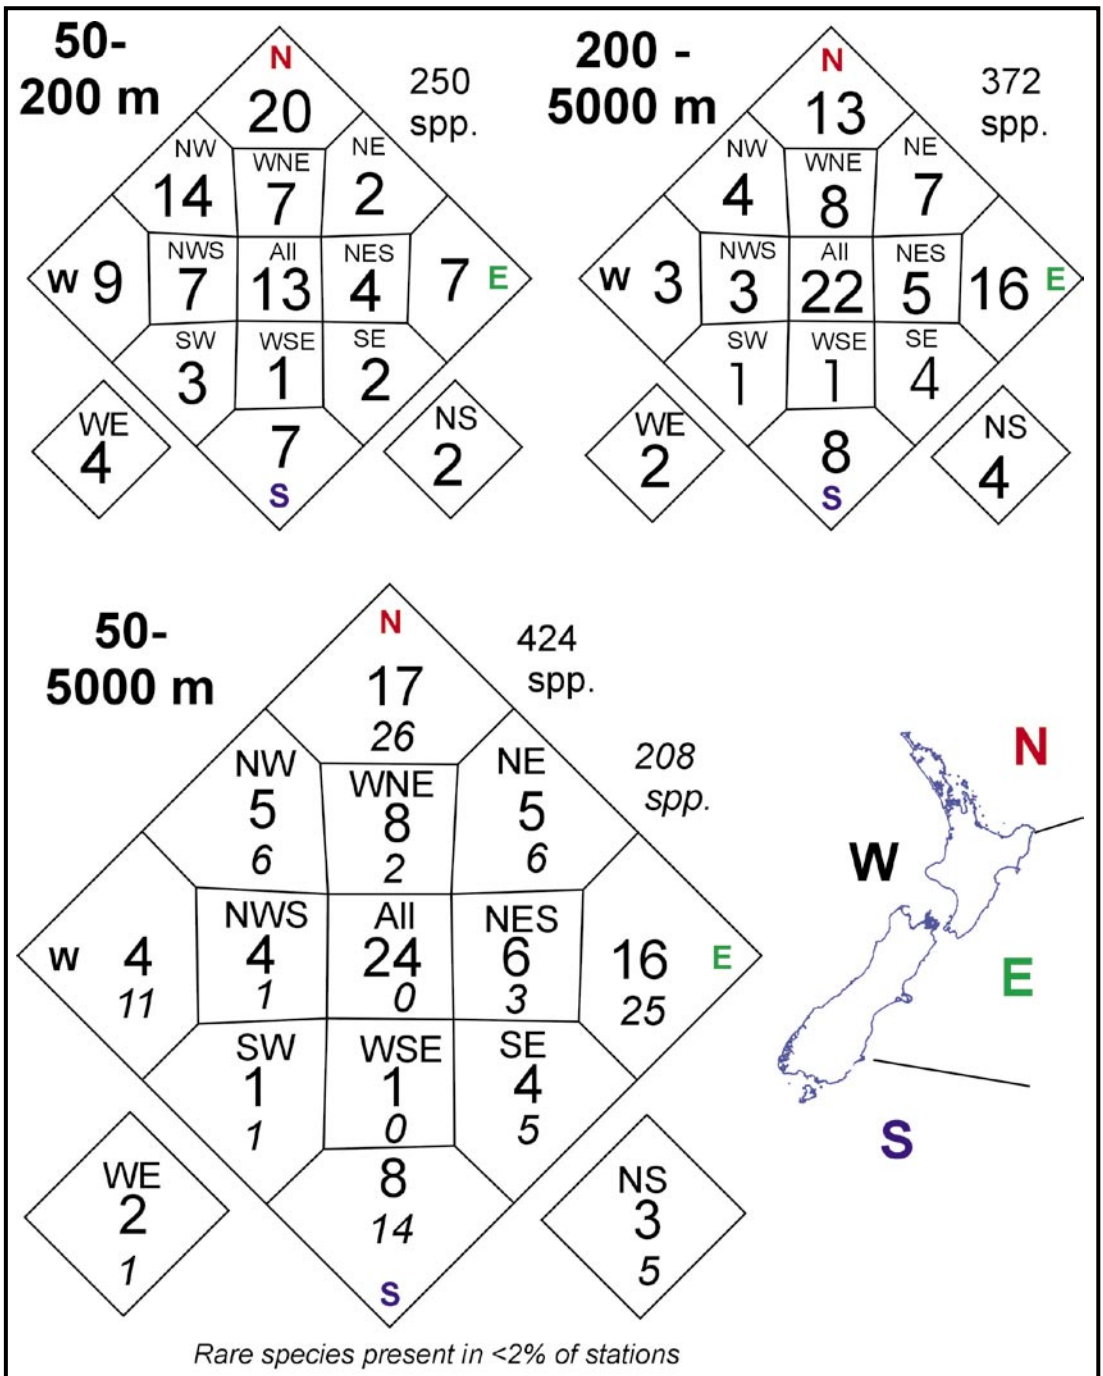 50-
200 m
N
20
250
spp.
NW
14
WNE
7
NE
2
W 9
NWS
7
All
13
NES
4
7 E
SW
3
WSE
1
SE
2
WE
4
7
S
NS
2
200 -
5000 m
N
13
372
spp.
NW
4
WNE
8
NE
7
W 3
NWS
3
All
22
NES
5
16 E
SW
1
WSE
1
SE
4
WE
2
8
S
NS
4
50-
5000 m
N
17
26
424
spp.
208
spp.
NW
5
6
WNE
8
2
NE
5
6
W 4
11
NWS
4
1
All
24
0
NES
6
3
16 E
25
SW
1
1
WSE
1
0
SE
4
5
WE
2
1
8
14
S
NS
3
5
N
W
E
S
Rare species present in <2% of stations